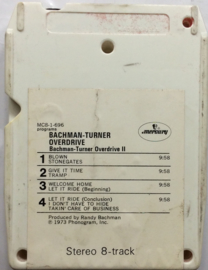 MC8-1-696
programs
BACHMAN-TURNER
OVERDRIVE
Bachman-Turner Overdrive II
mercury
1 BLOWN 9:58
STONEGATES
2 GIVE IT TIME 9:58
TRAMP
3 WELCOME HOME 9:58
LET IT RIDE (Beginning)
4 LET IT RIDE (Conclusion) 9:58
I DON'T HAVE TO HIDE
TAKIN' CARE OF BUSINESS
Produced by Randy Bachman
℗ 1973 Phonogram, Inc.
Stereo 8-track